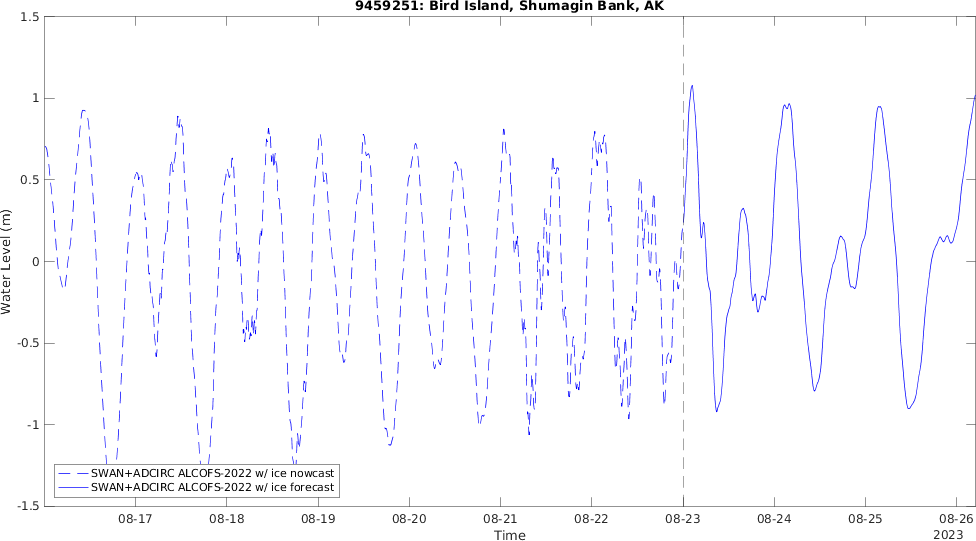 9459251: Bird Island, Shumagin Bank, AK
1.5
1
0.5
0
-0.5
-1
-1.5
Water Level (m)
SWAN+ADCIRC ALCOFS-2022 w/ ice nowcast
SWAN+ADCIRC ALCOFS-2022 w/ ice forecast
08-17 08-18 08-19 08-20 08-21 08-22 08-23 08-24 08-25 08-26
2023
Time